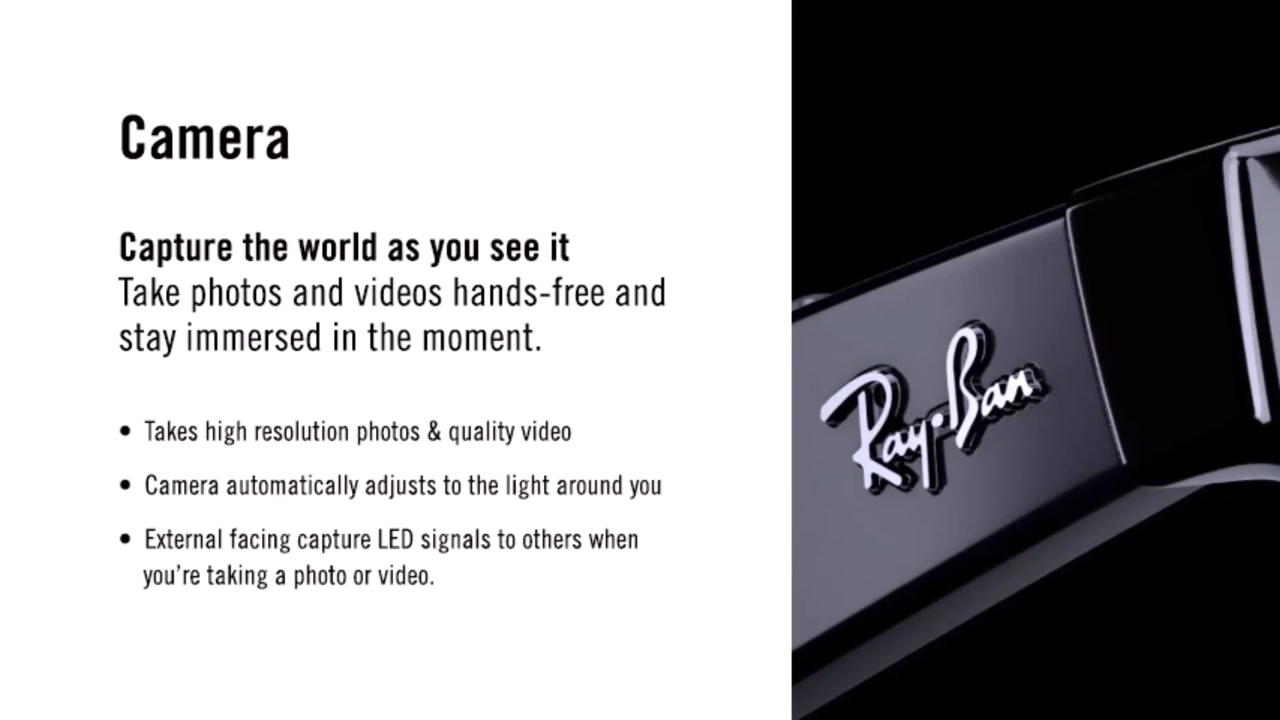 Camera
Capture the world as you see it
Take photos and videos hands-free and
stay immersed in the moment.
• Takes high resolution photos & quality video
• Camera automatically adjusts to the light around you
• External facing capture LED signals to others when
you’re taking a photo or video.
Ray-Ban